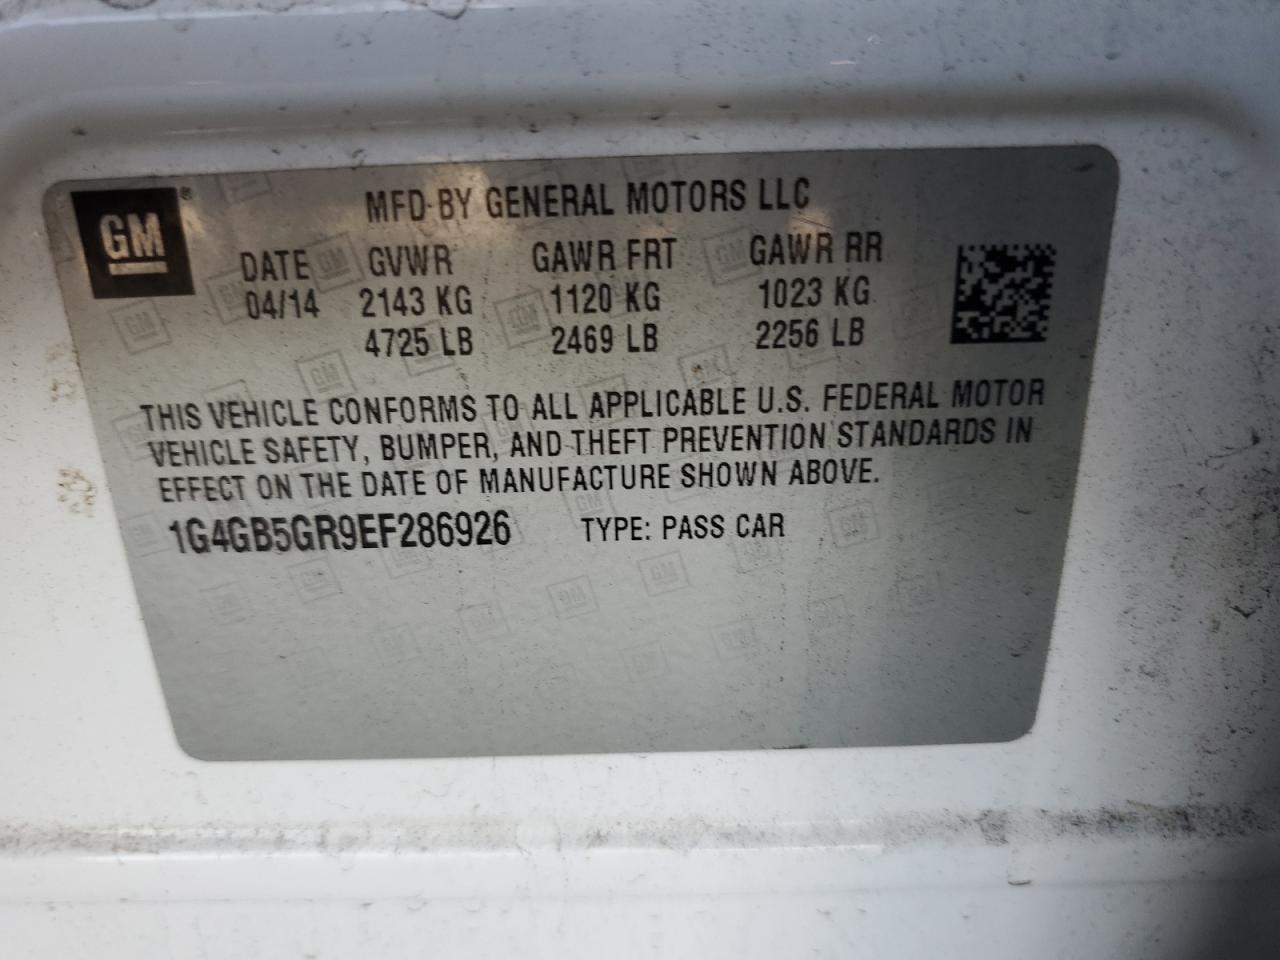 GM ®
MFD BY GENERAL MOTORS LLC
DATE GVWR GAWR FRT GAWR RR
04/14 2143 KG 1120 KG 1023 KG
4725 LB 2469 LB 2256 LB
THIS VEHICLE CONFORMS TO ALL APPLICABLE U.S. FEDERAL MOTOR
VEHICLE SAFETY, BUMPER, AND THEFT PREVENTION STANDARDS IN
EFFECT ON THE DATE OF MANUFACTURE SHOWN ABOVE.
1G4GB5GR9EF286926 TYPE: PASS CAR